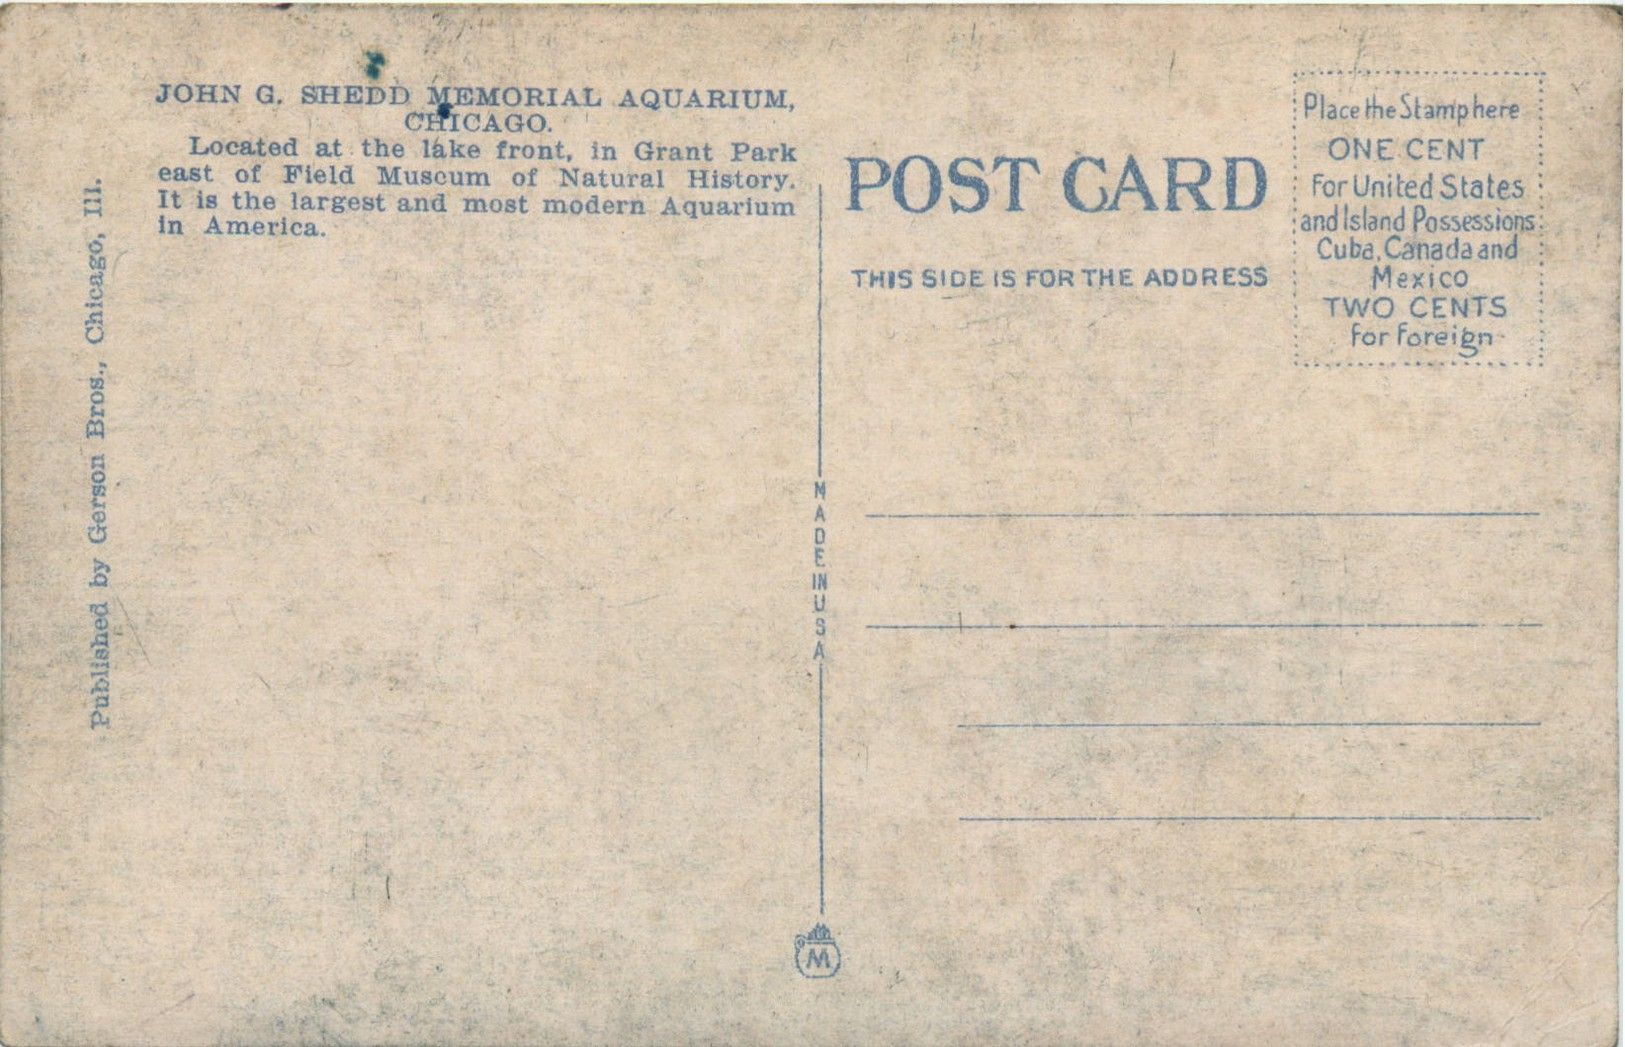 JOHN G. SHEDD MEMORIAL AQUARIUM,
CHICAGO.
Located at the lake front, in Grant Park
east of Field Museum of Natural History.
It is the largest and most modern Aquarium
in America.
Published by Gerson Bros., Chicago, Ill.
POST CARD
THIS SIDE IS FOR THE ADDRESS
Place the Stamp here
ONE CENT
For United States
and Island Possessions
Cuba, Canada and
Mexico
TWO CENTS
for Foreign
MADE IN USA
M